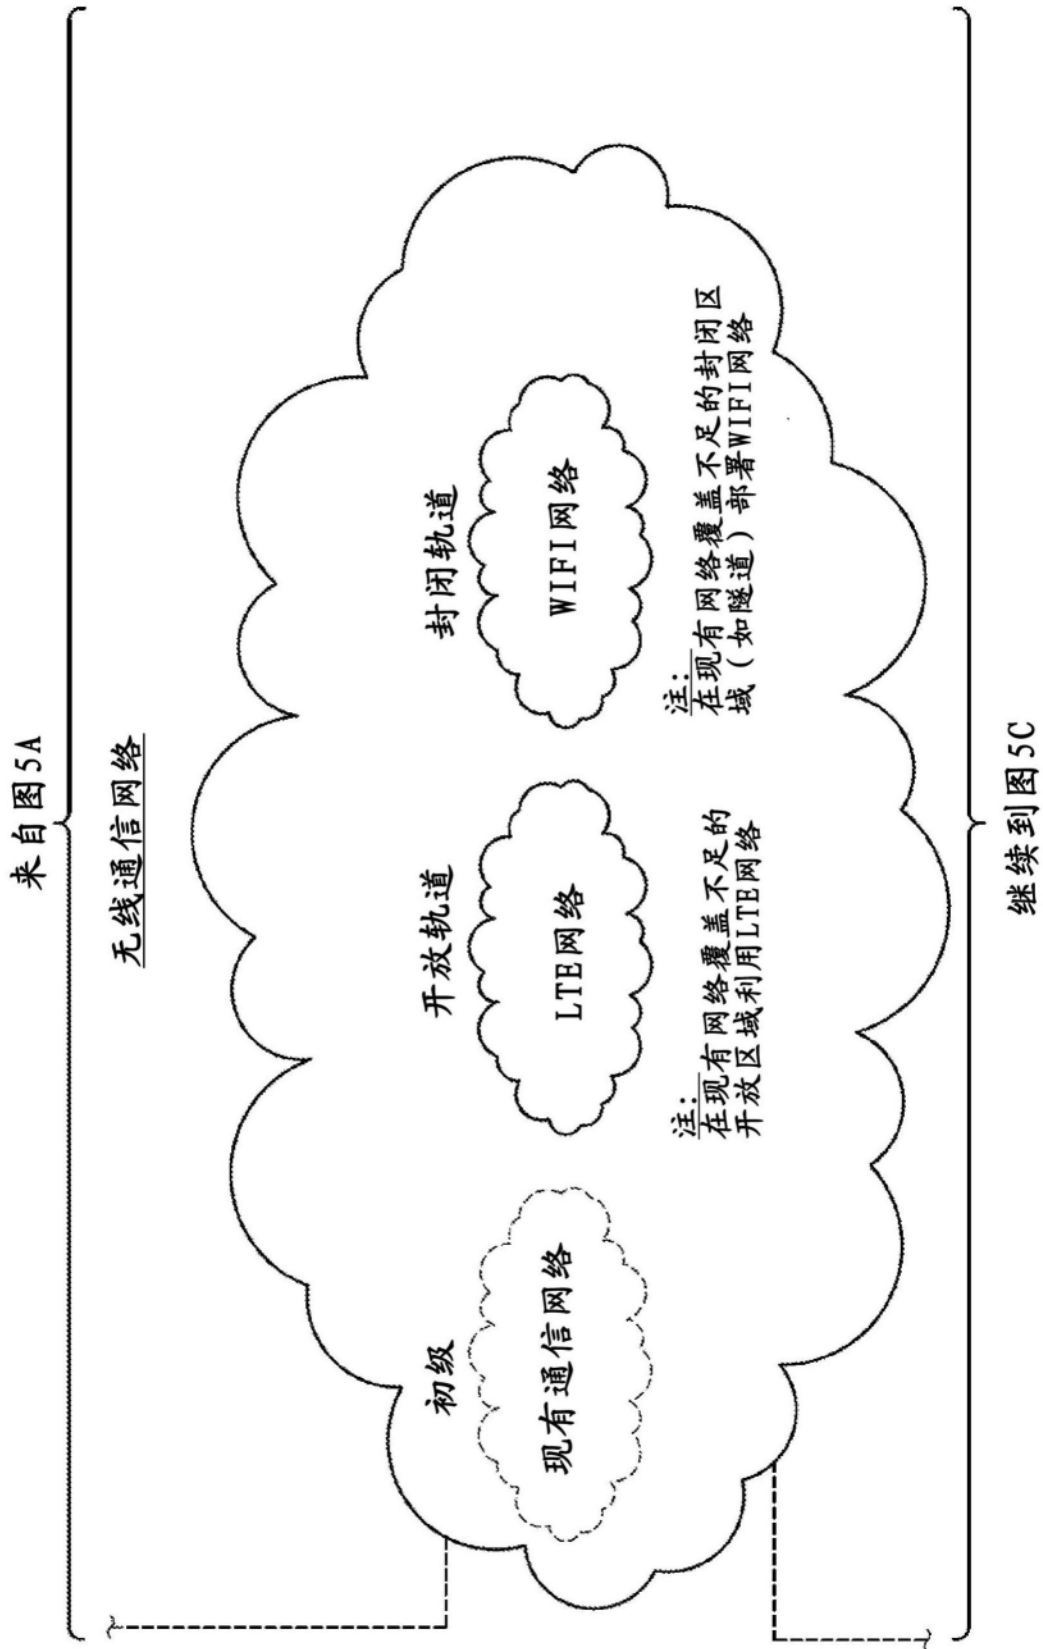 来自图5A
无线通信网络
初级
现有通信网络
开放轨道
LTE网络
注:
在现有网络覆盖不足的
开放区域利用LTE网络
封闭轨道
WIFI网络
注:
在现有网络覆盖不足的封闭区
域(如隧道)部署WIFI网络
继续到图5C